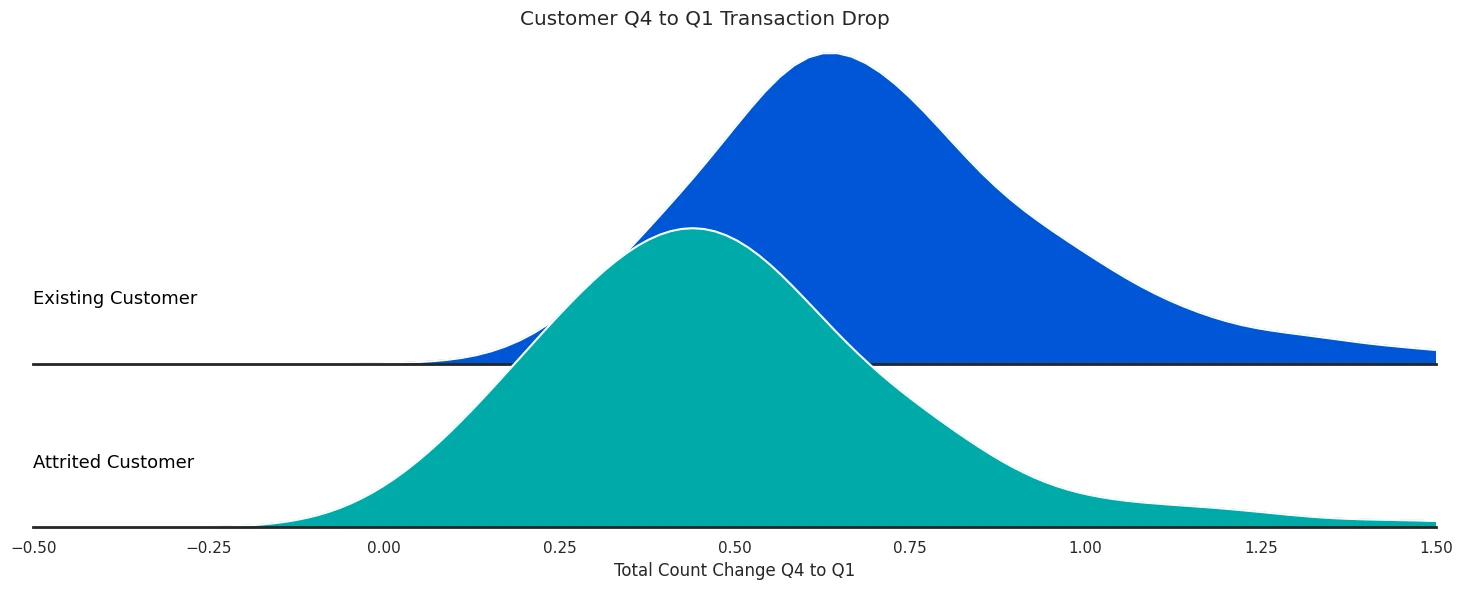 Customer Q4 to Q1 Transaction Drop
Existing Customer
Attrited Customer
−0.50 −0.25 0.00 0.25 0.50 0.75 1.00 1.25 1.50
Total Count Change Q4 to Q1